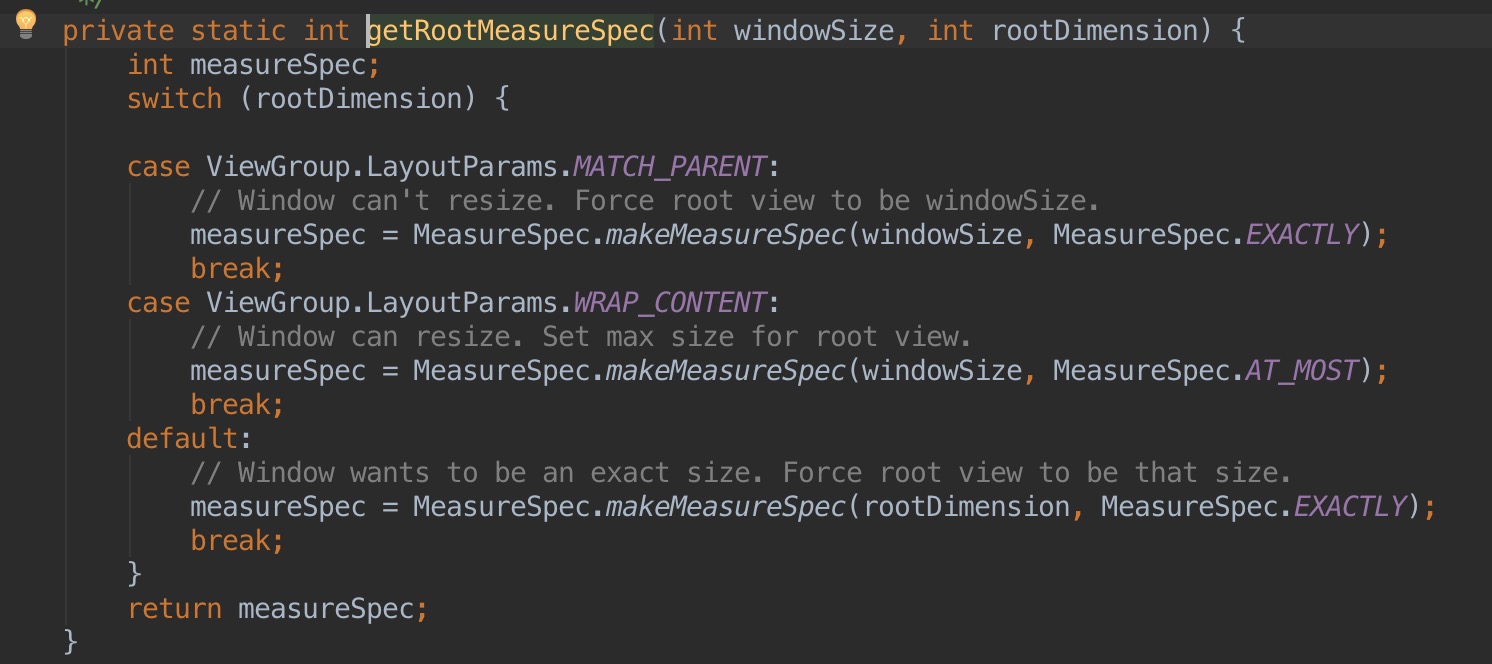 */
private static int getRootMeasureSpec(int windowSize, int rootDimension) {
    int measureSpec;
    switch (rootDimension) {

    case ViewGroup.LayoutParams.MATCH_PARENT:
        // Window can't resize. Force root view to be windowSize.
        measureSpec = MeasureSpec.makeMeasureSpec(windowSize, MeasureSpec.EXACTLY);
        break;
    case ViewGroup.LayoutParams.WRAP_CONTENT:
        // Window can resize. Set max size for root view.
        measureSpec = MeasureSpec.makeMeasureSpec(windowSize, MeasureSpec.AT_MOST);
        break;
    default:
        // Window wants to be an exact size. Force root view to be that size.
        measureSpec = MeasureSpec.makeMeasureSpec(rootDimension, MeasureSpec.EXACTLY);
        break;
    }
    return measureSpec;
}